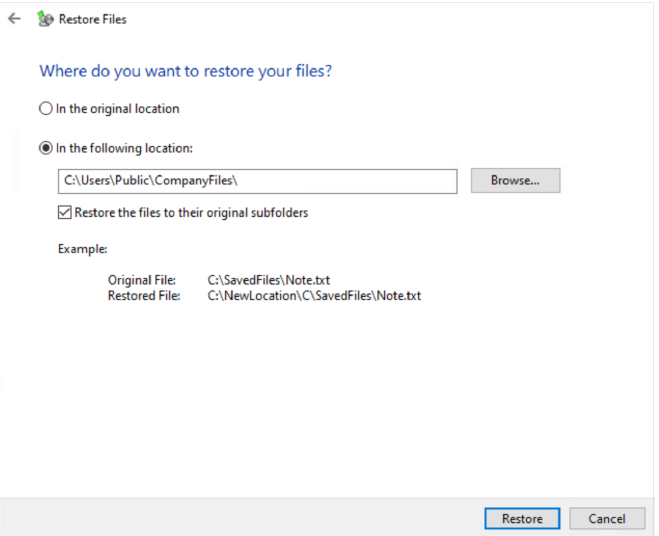 Restore Files
Where do you want to restore your files?
In the original location
In the following location:
C:\Users\Public\CompanyFiles\
Browse...
Restore the files to their original subfolders
Example:
Original File: C:\SavedFiles\Note.txt
Restored File: C:\NewLocation\C\SavedFiles\Note.txt
Restore Cancel